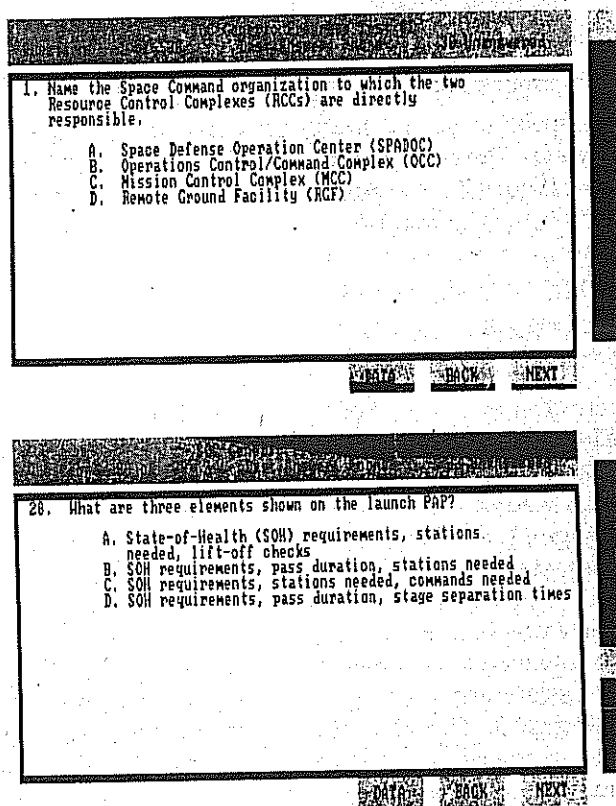 1. Name the Space Command organization to which the two
Resource Control Complexes (RCCs) are directly
responsible.
A. Space Defense Operation Center (SPADOC)
B. Operations Control/Command Complex (OCC)
C. Mission Control Complex (MCC)
D. Remote Ground Facility (RGF)
DATA BACK NEXT
28. What are three elements shown on the launch PAP?
A. State-of-Health (SOH) requirements, stations
needed, lift-off checks
B. SOH requirements, pass duration, stations needed
C. SOH requirements, stations needed, commands needed
D. SOH requirements, pass duration, stage separation times
DATA BACK NEXT